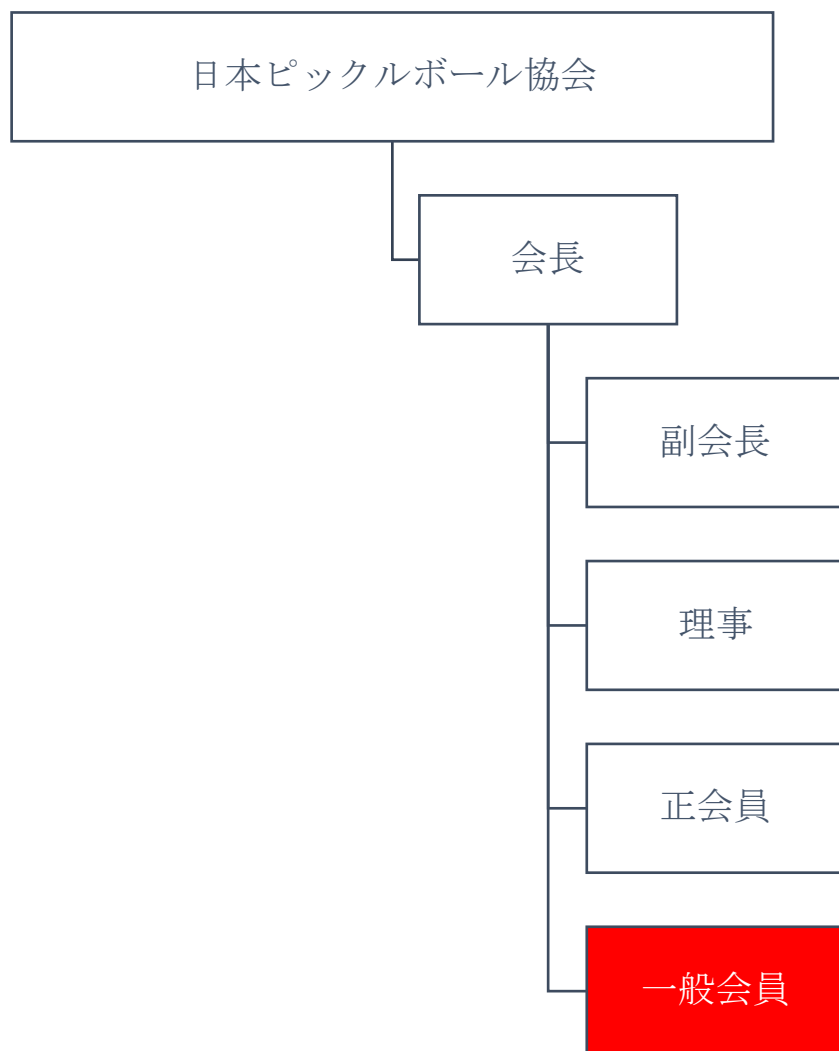 日本ピックルボール協会
会長
副会長
理事
正会員
一般会員